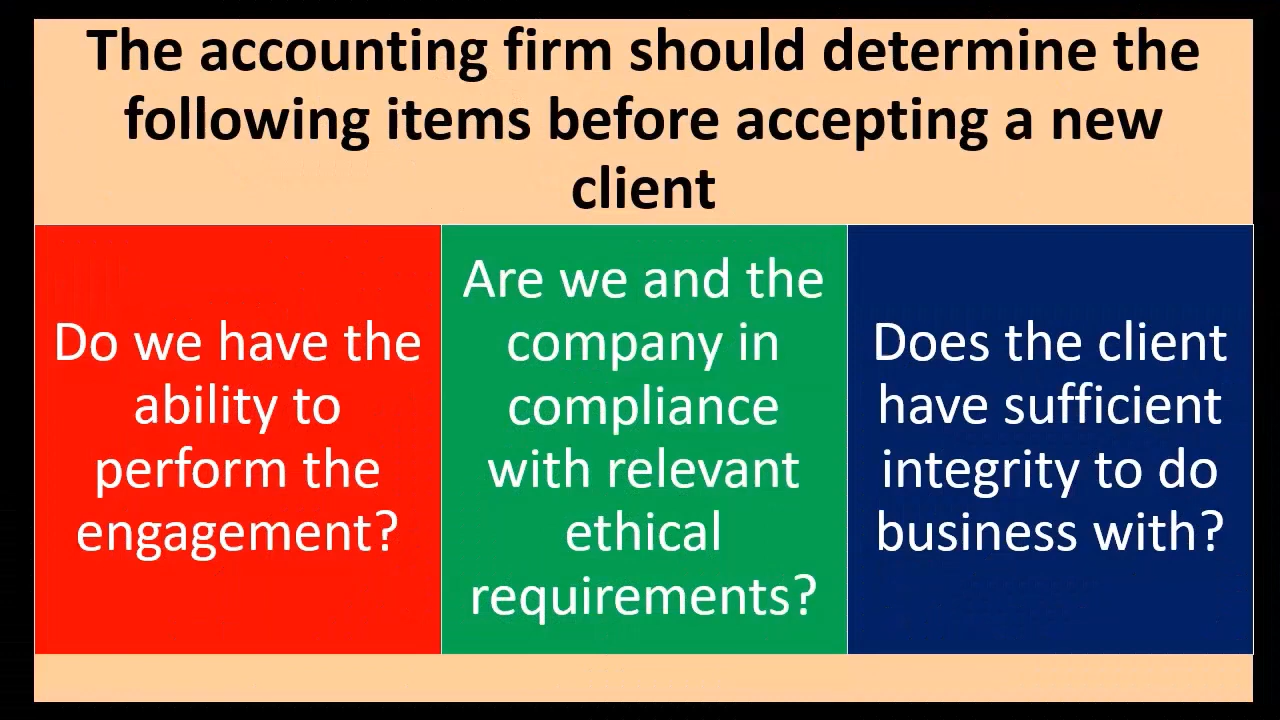 The accounting firm should determine the
following items before accepting a new
client
Do we have the
ability to
perform the
engagement?
Are we and the
company in
compliance
with relevant
ethical
requirements?
Does the client
have sufficient
integrity to do
business with?